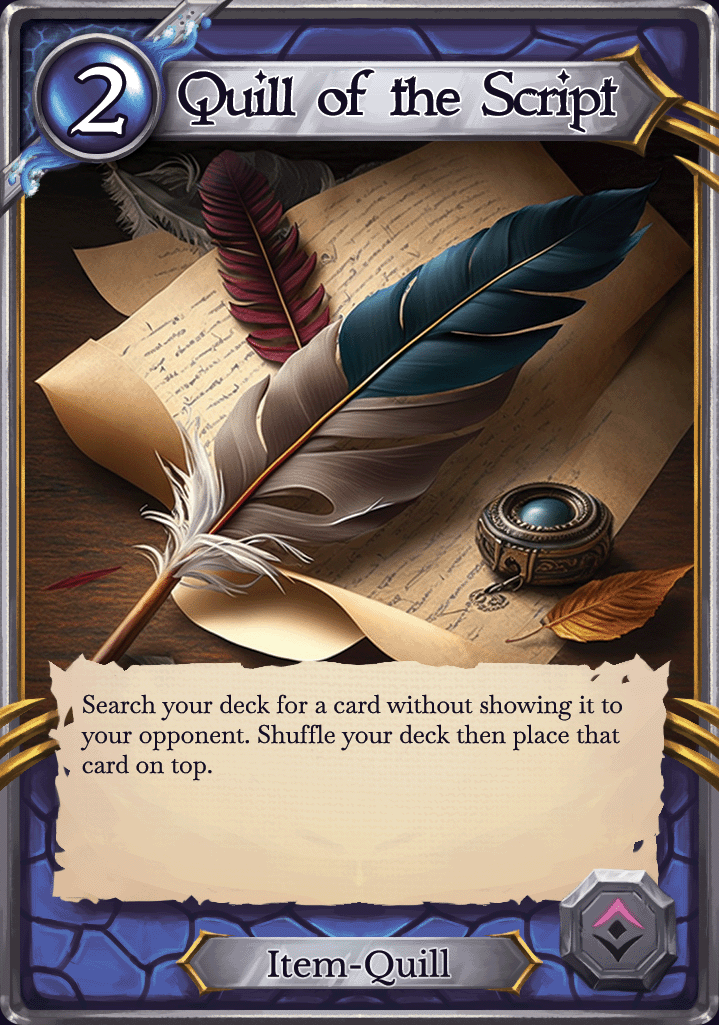 2
Quill of the Script
Search your deck for a card without showing it to
your opponent. Shuffle your deck then place that
card on top.
Item-Quill